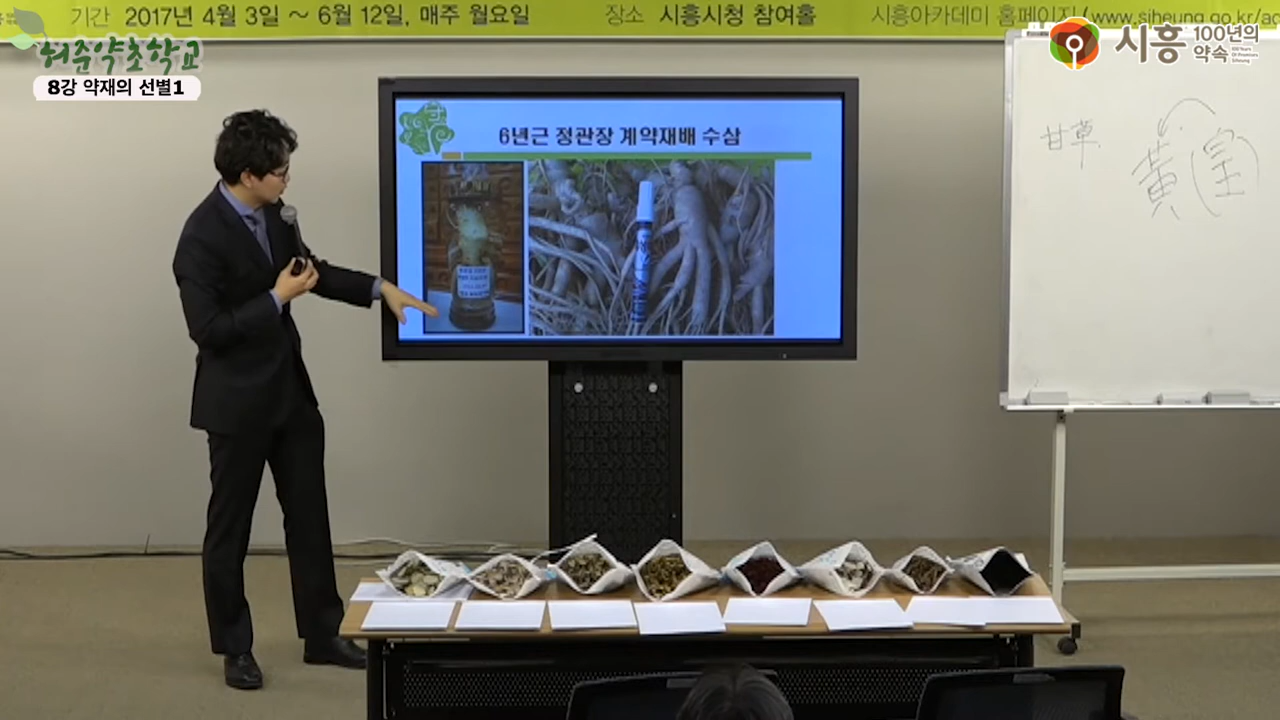 기간 2017년 4월 3일 ~ 6월 12일, 매주 월요일 장소 시흥시청 참여홀 시흥아카데미 홈페이지(www.siheung.go.kr/ac
허준약초학교
8강 약재의 선별1
시흥 100년의 약속
6년근 정관장 계약재배 수삼
甘草
黃